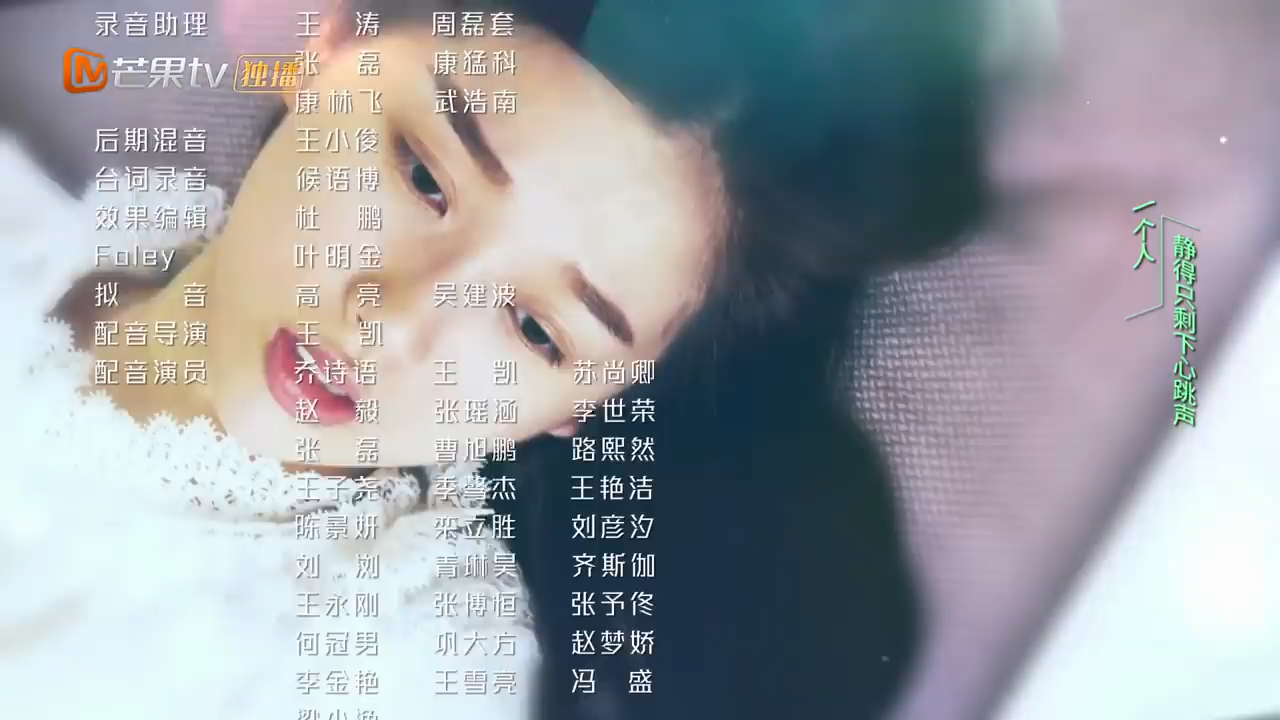 录音助理 王 涛 周磊套
芒果tv 独播
张 磊 康猛科
康林飞 武浩南
后期混音 王小俊
台词录音 候语博
效果编辑 杜 鹏
Foley 叶明金
拟 音 高 亮 吴建波
配音导演 王 凯
配音演员 乔诗语 王 凯 苏尚卿
赵 毅 张瑶涵 李世荣
张 磊 曹旭鹏 路熙然
王子尧 李 杰 王艳洁
陈景妍 栾立胜 刘彦汐
刘 浏 青琳昊 齐斯伽
王永刚 张博恒 张予佟
何冠男 巩大方 赵梦娇
李金艳 王雪亮 冯 盛
一个人
静得只剩下心跳声